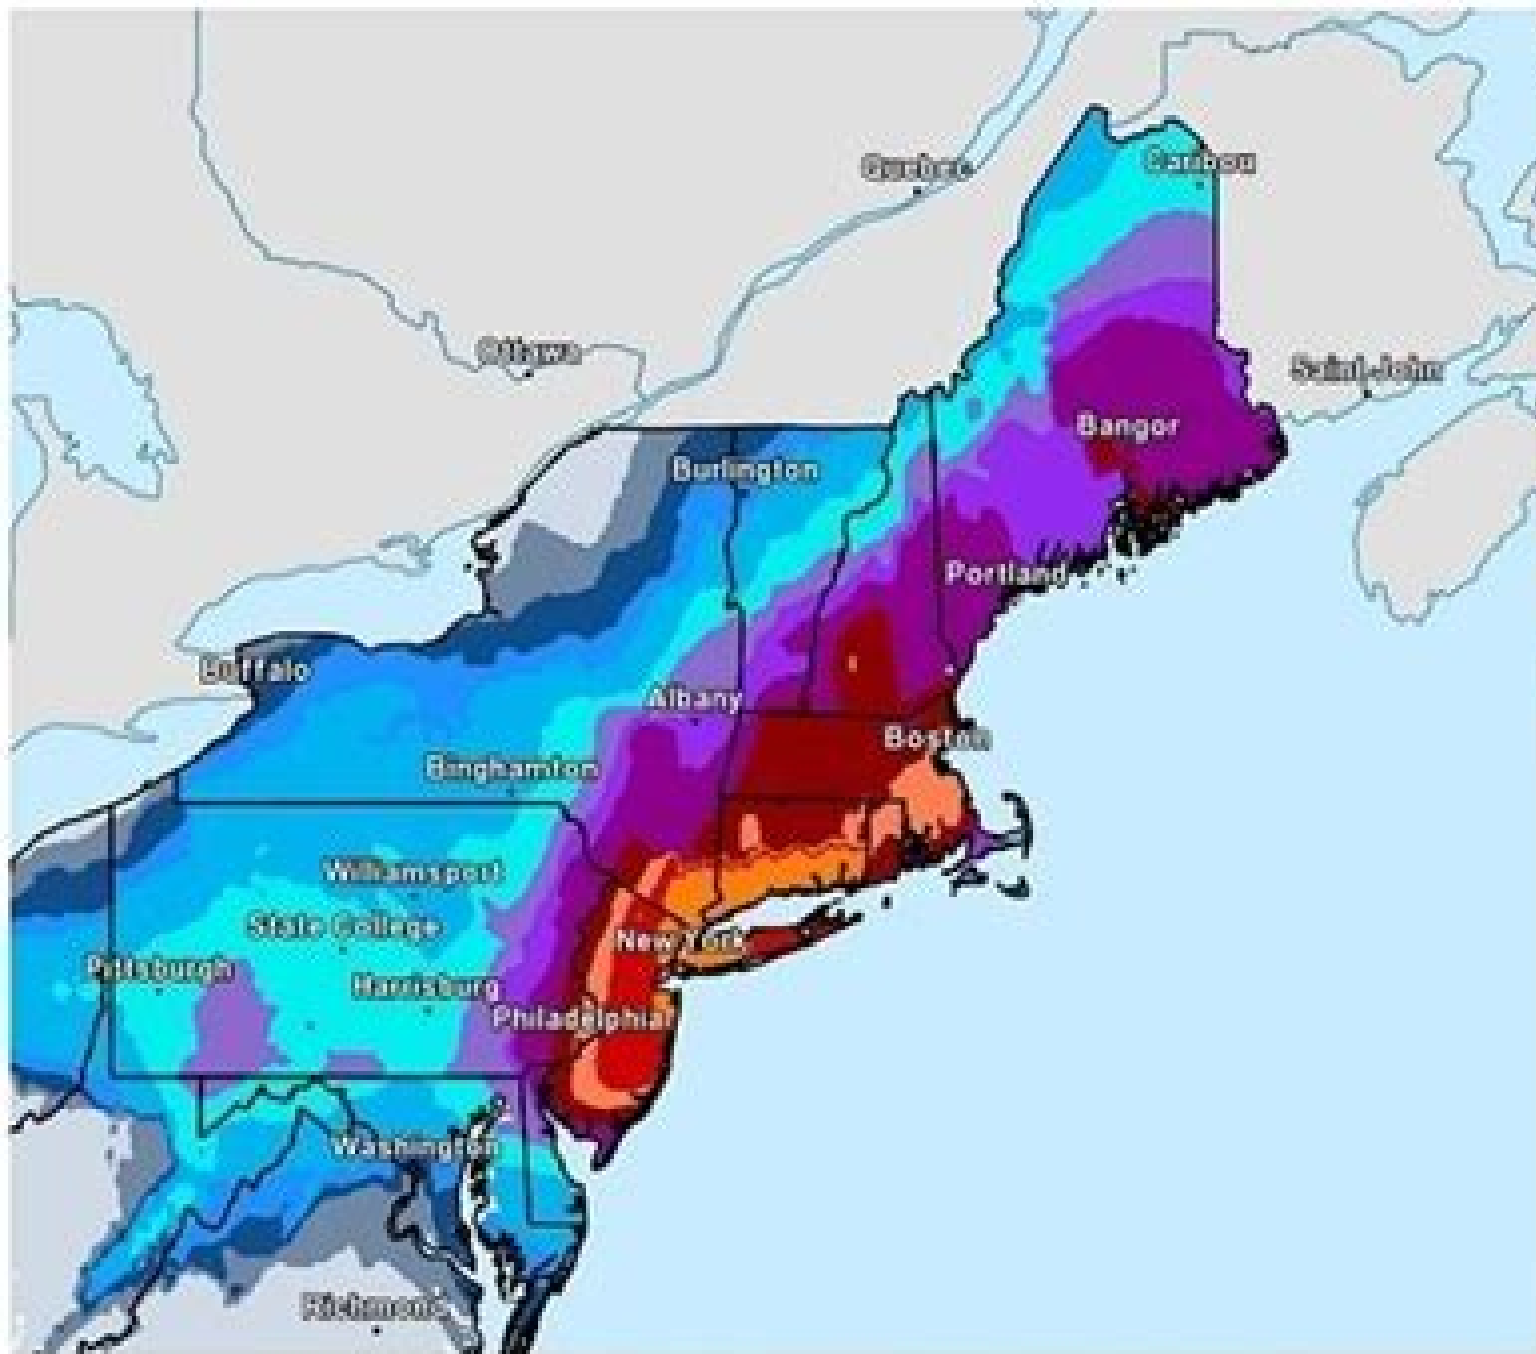 Caribou
Quebec
Ottawa
Saint John
Bangor
Burlington
Portland
Buffalo
Albany
Boston
Binghamton
Williamsport
State College
New York
Pittsburgh
Harrisburg
Philadelphia
Washington
Richmond